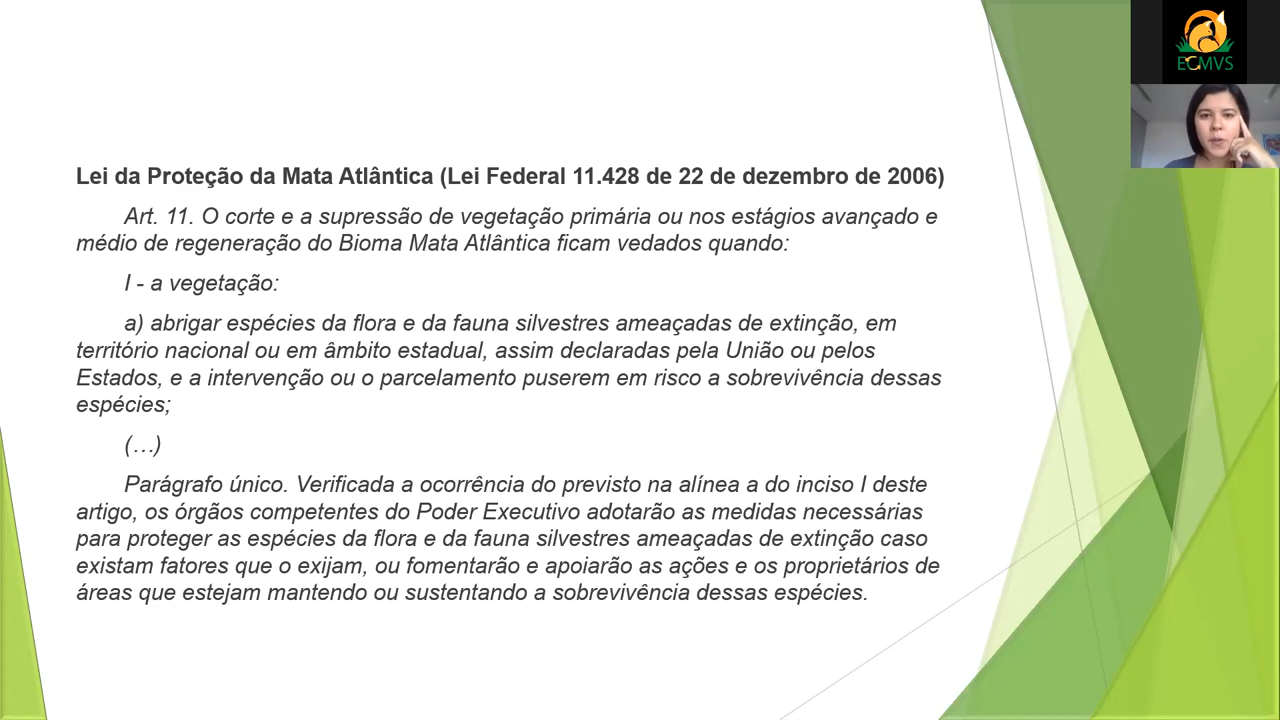 ECMVS
Lei da Proteção da Mata Atlântica (Lei Federal 11.428 de 22 de dezembro de 2006)
Art. 11. O corte e a supressão de vegetação primária ou nos estágios avançado e
médio de regeneração do Bioma Mata Atlântica ficam vedados quando:
I - a vegetação:
a) abrigar espécies da flora e da fauna silvestres ameaçadas de extinção, em
território nacional ou em âmbito estadual, assim declaradas pela União ou pelos
Estados, e a intervenção ou o parcelamento puserem em risco a sobrevivência dessas
espécies;
(…)
Parágrafo único. Verificada a ocorrência do previsto na alínea a do inciso I deste
artigo, os órgãos competentes do Poder Executivo adotarão as medidas necessárias
para proteger as espécies da flora e da fauna silvestres ameaçadas de extinção caso
existam fatores que o exijam, ou fomentarão e apoiarão as ações e os proprietários de
áreas que estejam mantendo ou sustentando a sobrevivência dessas espécies.